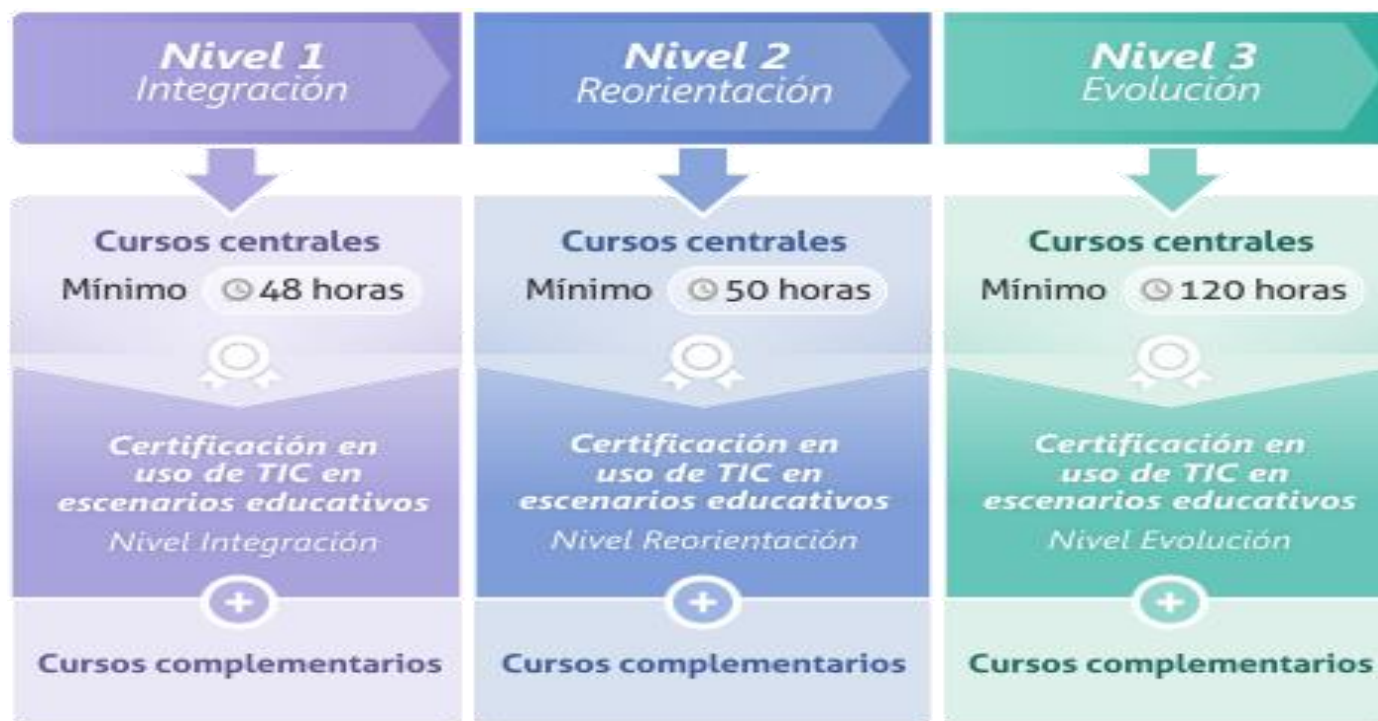 Nivel 1
Integración
Cursos centrales
Mínimo 48 horas
Certificación en
uso de TIC en
escenarios educativos
Nivel Integración
+
Cursos complementarios
Nivel 2
Reorientación
Cursos centrales
Mínimo 50 horas
Certificación en
uso de TIC en
escenarios educativos
Nivel Reorientación
+
Cursos complementarios
Nivel 3
Evolución
Cursos centrales
Mínimo 120 horas
Certificación en
uso de TIC en
escenarios educativos
Nivel Evolución
+
Cursos complementarios